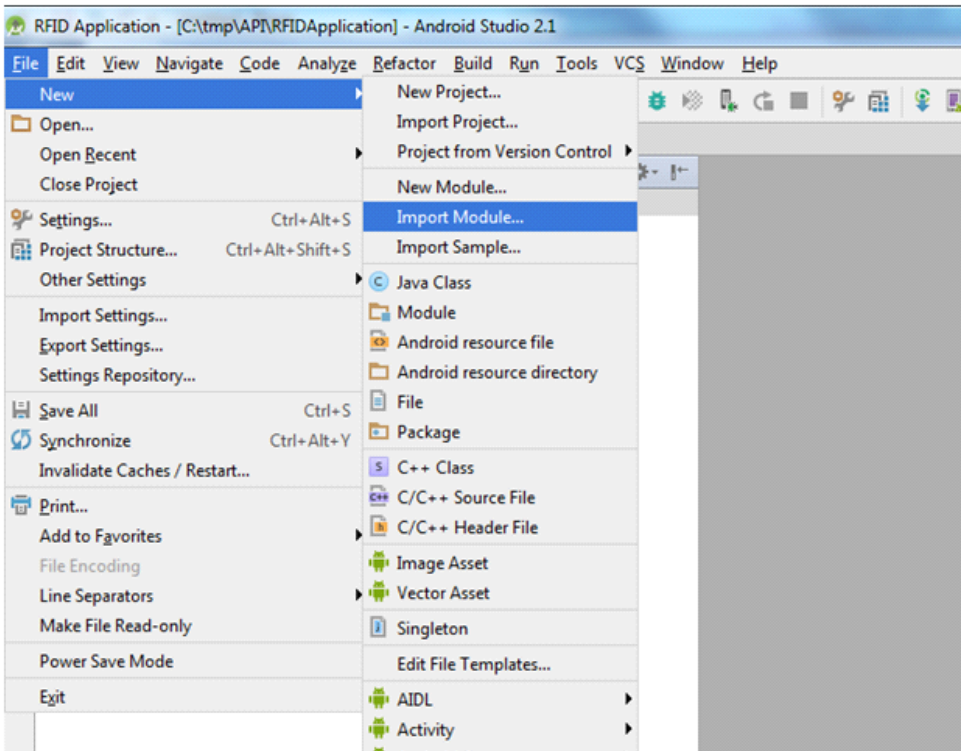 RFID Application - [C:\tmp\API\RFIDApplication] - Android Studio 2.1
File Edit View Navigate Code Analyze Refactor Build Run Tools VCS Window Help
New
Open...
Open Recent
Close Project
Settings... Ctrl+Alt+S
Project Structure... Ctrl+Alt+Shift+S
Other Settings
Import Settings...
Export Settings...
Settings Repository...
Save All Ctrl+S
Synchronize Ctrl+Alt+Y
Invalidate Caches / Restart...
Print...
Add to Favorites
File Encoding
Line Separators
Make File Read-only
Power Save Mode
Exit
New Project...
Import Project...
Project from Version Control
New Module...
Import Module...
Import Sample...
C Java Class
Module
Android resource file
Android resource directory
File
Package
S C++ Class
C++ C/C++ Source File
h C/C++ Header File
Image Asset
Vector Asset
Singleton
Edit File Templates...
AIDL
Activity